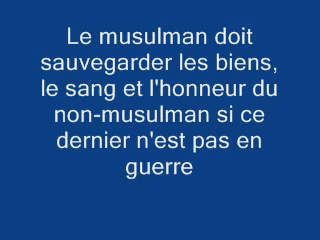 Le musulman doit
sauvegarder les biens,
le sang et l'honneur du
non-musulman si ce
dernier n'est pas en
guerre